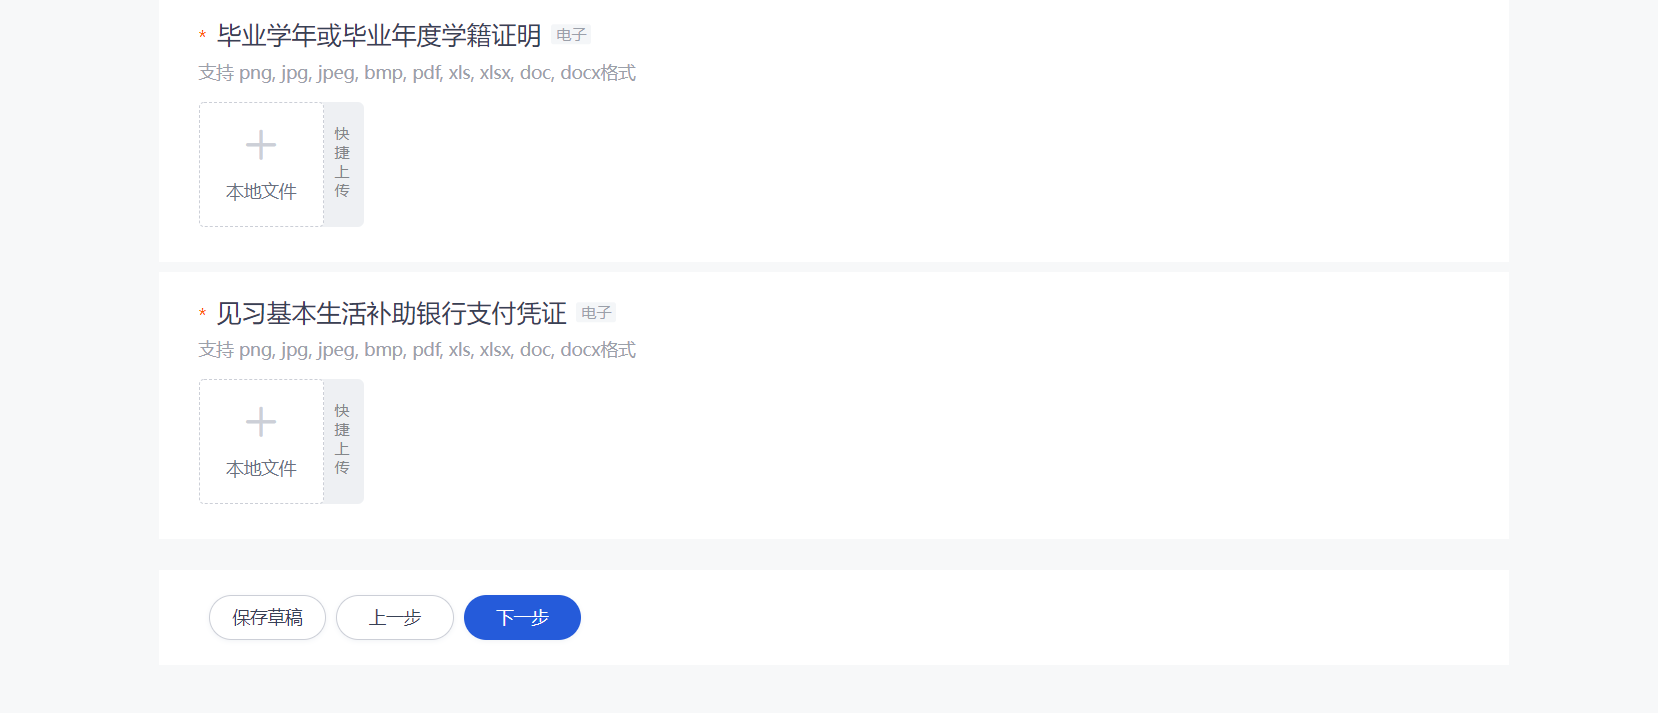 * 毕业学年或毕业年度学籍证明 电子
支持 png, jpg, jpeg, bmp, pdf, xls, xlsx, doc, docx格式
本地文件
快捷上传
* 见习基本生活补助银行支付凭证 电子
支持 png, jpg, jpeg, bmp, pdf, xls, xlsx, doc, docx格式
本地文件
快捷上传
保存草稿 上一步 下一步